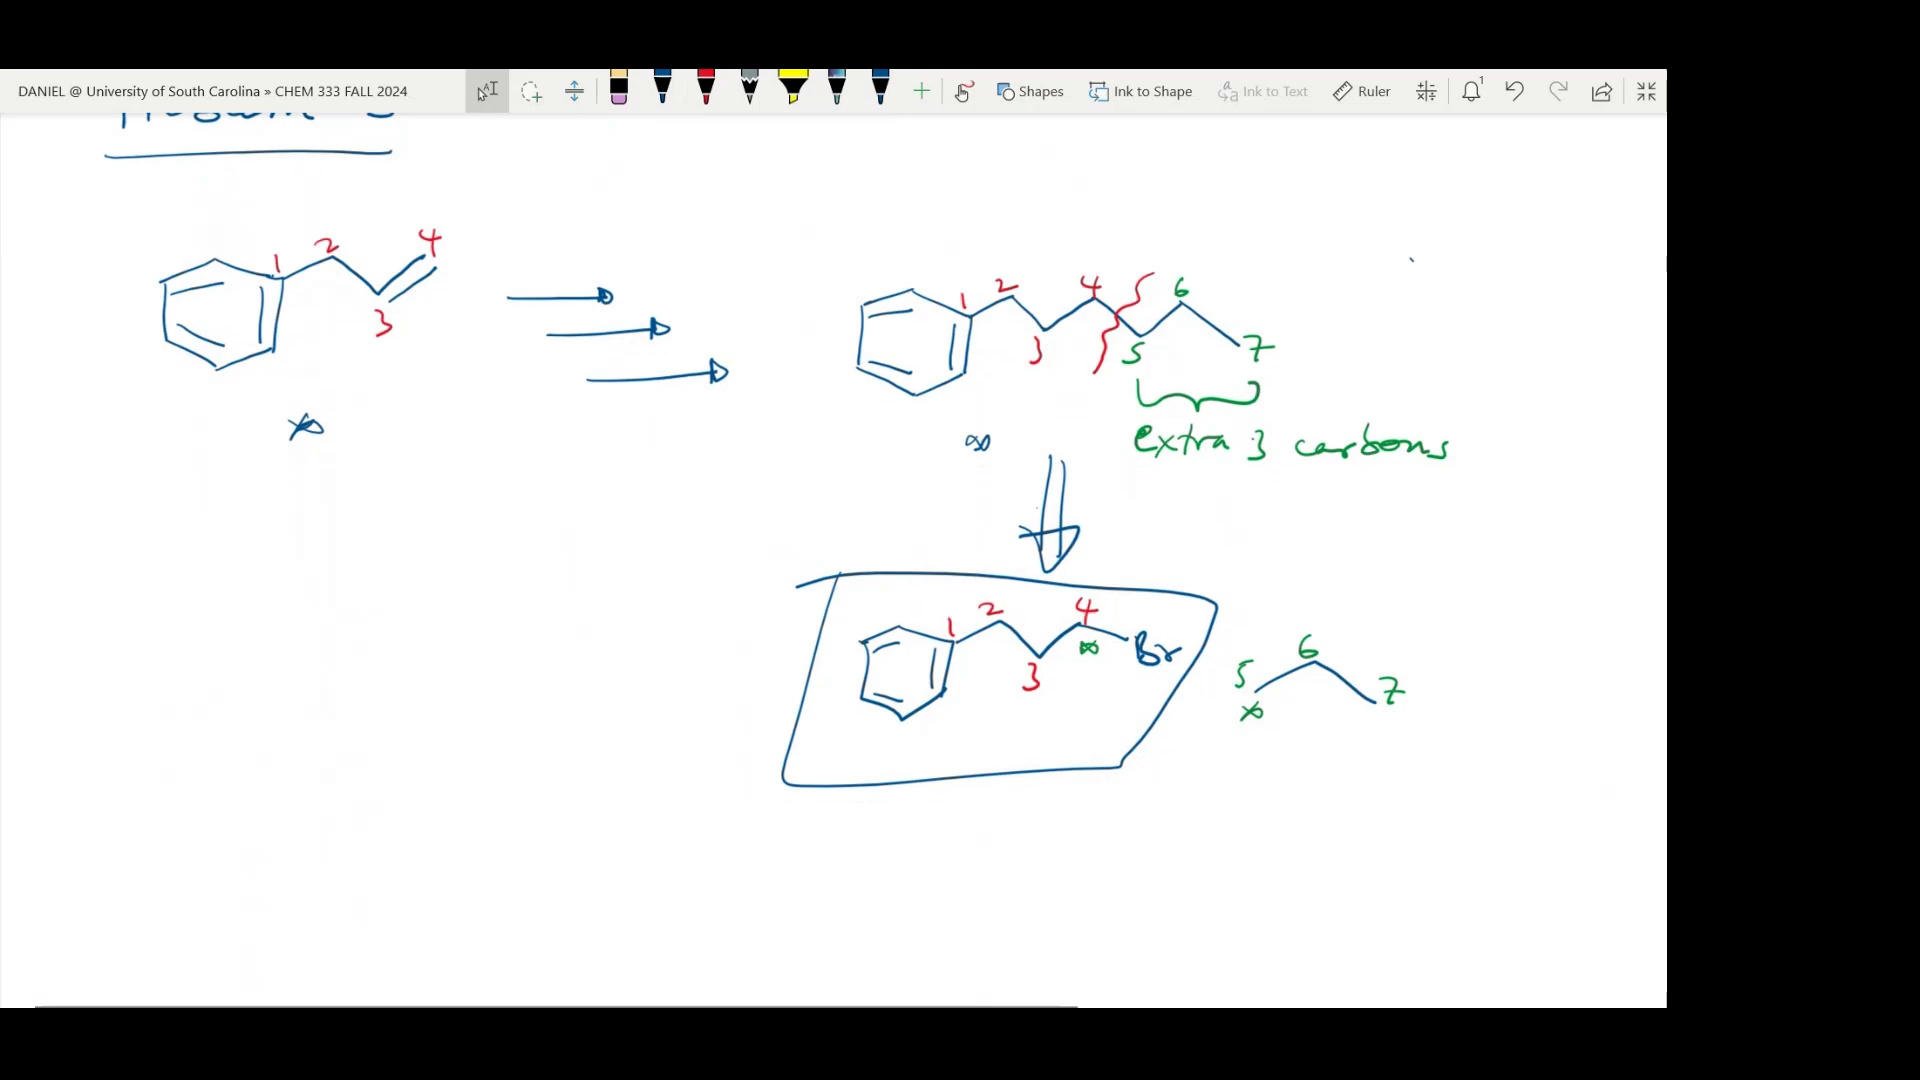 DANIEL @ University of South Carolina » CHEM 333 FALL 2024
Shapes
Ink to Shape
Ink to Text
Ruler
1
1 2 3 4
1 2 3 4 5 6 7
extra 3 carbons
1 2 3 4 Br
5 6 7